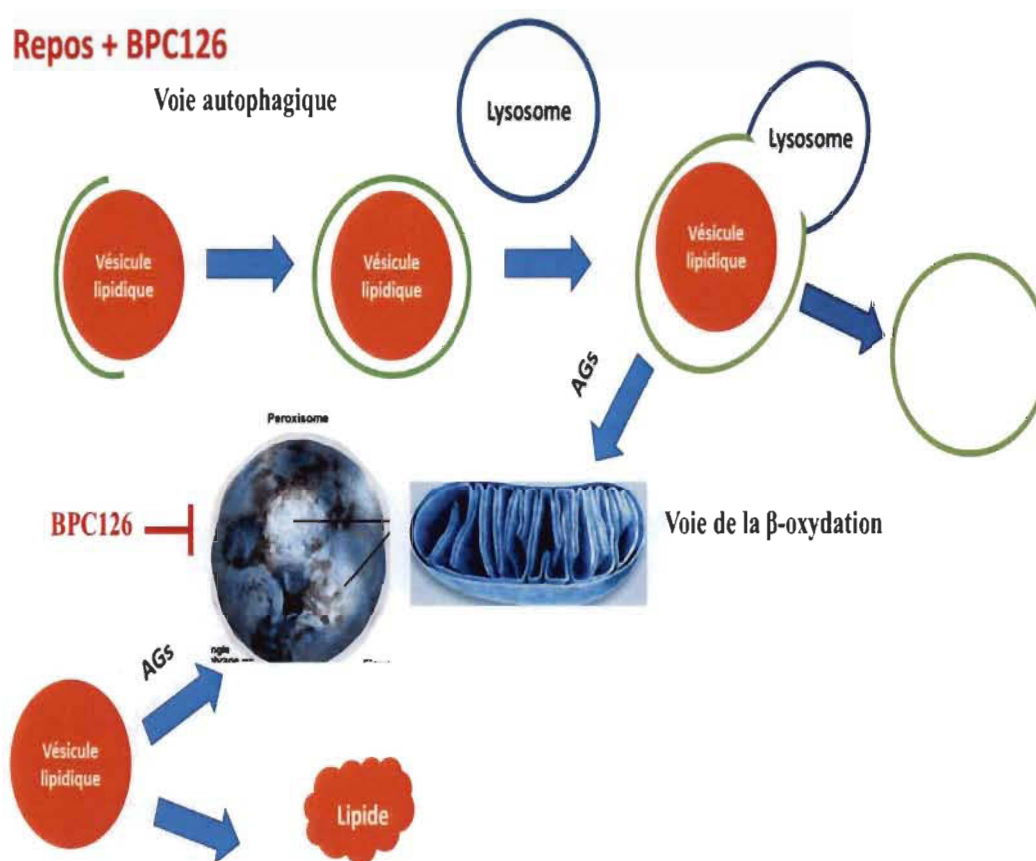 Repos + BPC126
Voie autophagique
Lysosome
Lysosome
Vésicule
lipidique
Vésicule
lipidique
Vésicule
lipidique
AGs
Peroxisome
BPC126
Voie de la β-oxydation
AGs
Vésicule
lipidique
Lipide